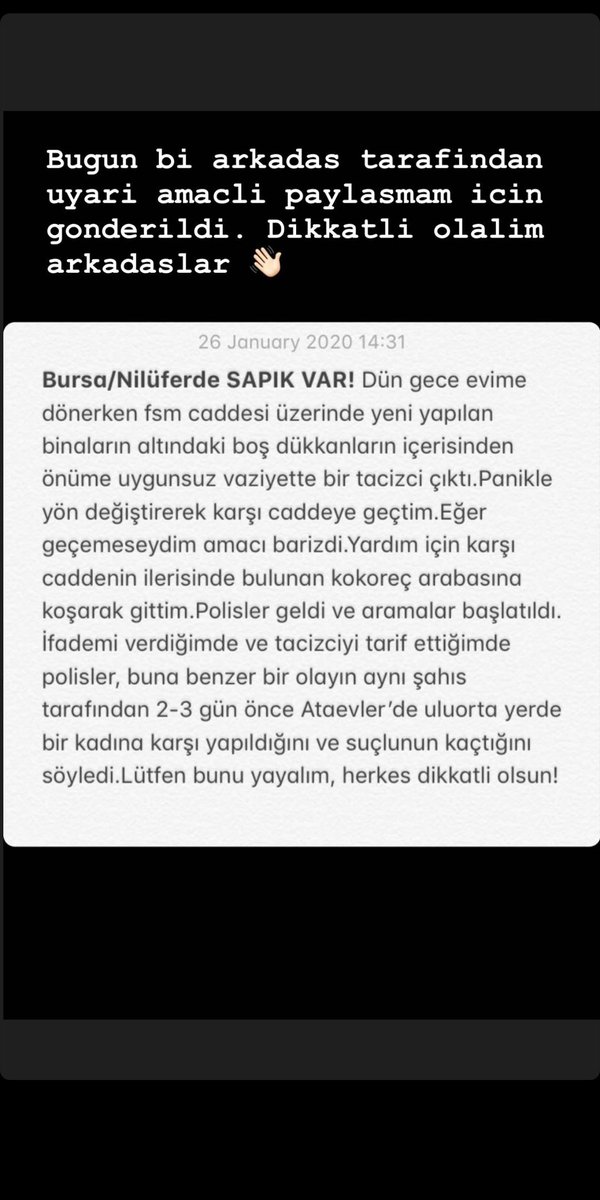 Bugun bi arkadas tarafindan
uyari amacli paylasmam icin
gonderildi. Dikkatli olalim
arkadaslar 👋🏻
26 January 2020 14:31
Bursa/Nilüferde SAPIK VAR! Dün gece evime
dönerken fsm caddesi üzerinde yeni yapılan
binaların altındaki boş dükkanların içerisinden
önüme uygunsuz vaziyette bir tacizci çıktı.Panikle
yön değiştirerek karşı caddeye geçtim.Eğer
geçemeseydim amacı barizdi.Yardım için karşı
caddenin ilerisinde bulunan kokoreç arabasına
koşarak gittim.Polisler geldi ve aramalar başlatıldı.
İfademi verdiğimde ve tacizciyi tarif ettiğimde
polisler, buna benzer bir olayın aynı şahıs
tarafından 2-3 gün önce Ataevler’de uluorta yerde
bir kadına karşı yapıldığını ve suçlunun kaçtığını
söyledi.Lütfen bunu yayalım, herkes dikkatli olsun!